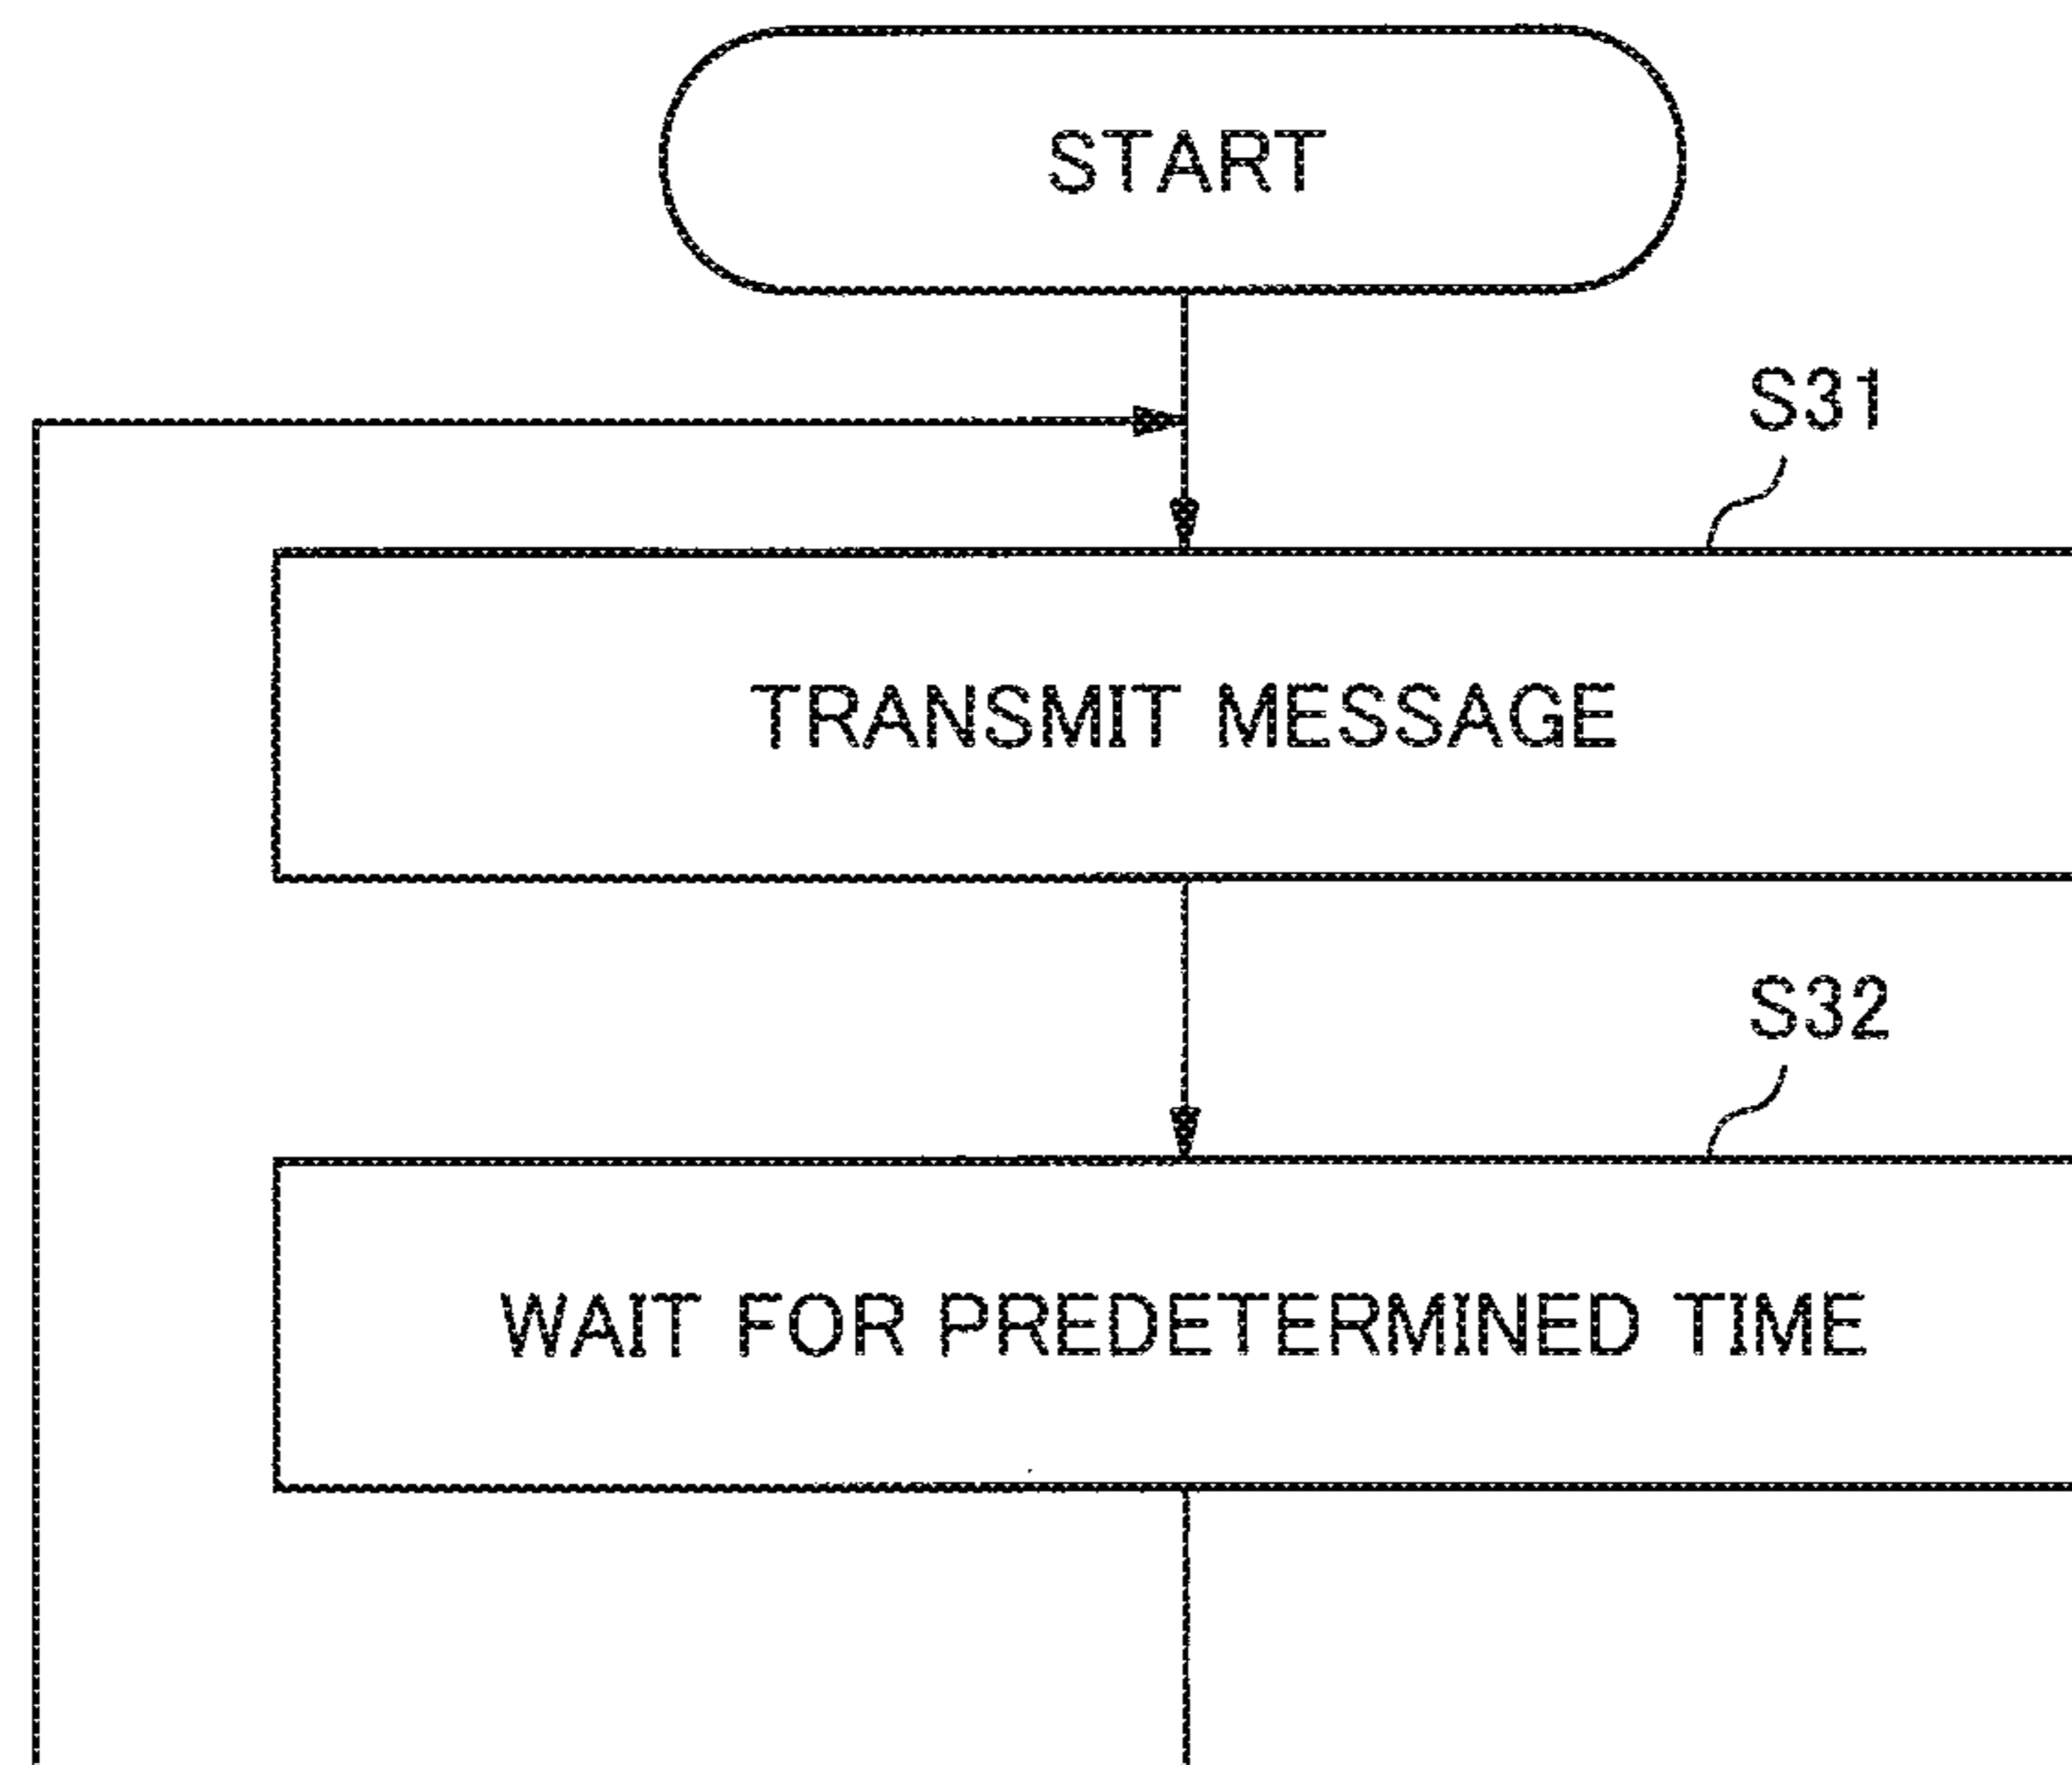 START
S31
TRANSMIT MESSAGE
S32
WAIT FOR PREDETERMINED TIME